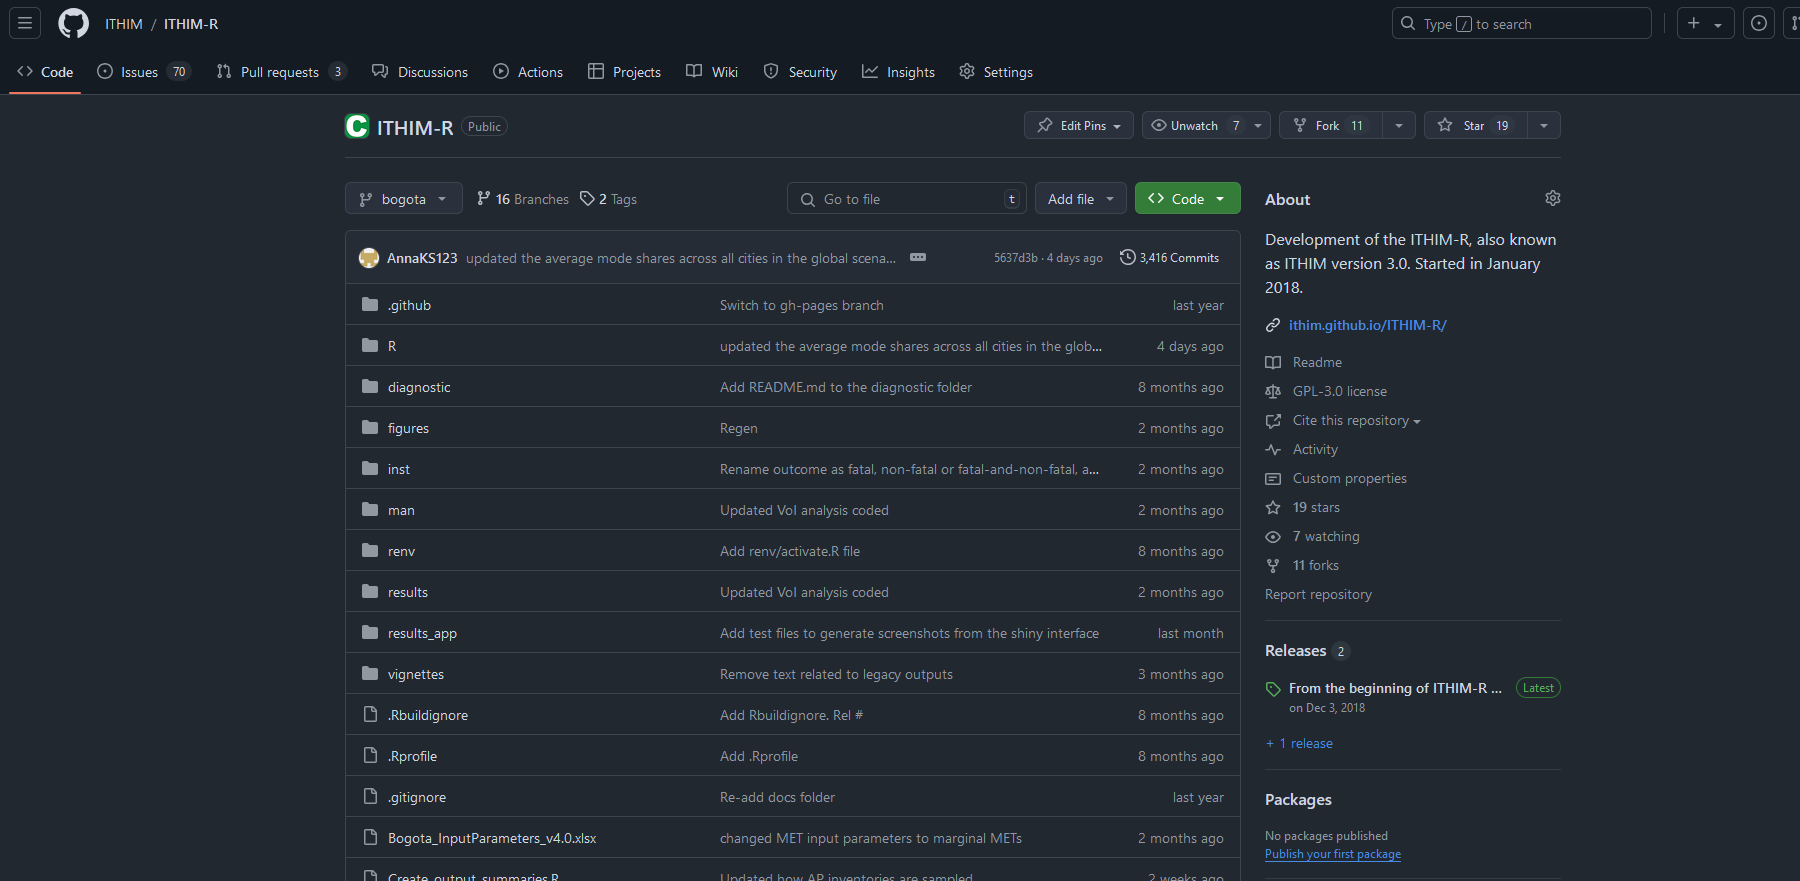 ITHIM / ITHIM-R
Type / to search
Code
Issues 70
Pull requests 3
Discussions
Actions
Projects
Wiki
Security
Insights
Settings
C ITHIM-R Public
Edit Pins
Unwatch 7
Fork 11
Star 19
bogota
16 Branches
2 Tags
Go to file t
Add file
Code
AnnaKS123 updated the average mode shares across all cities in the global scena... 5637d3b · 4 days ago 3,416 Commits
.github Switch to gh-pages branch last year
R updated the average mode shares across all cities in the glob... 4 days ago
diagnostic Add README.md to the diagnostic folder 8 months ago
figures Regen 2 months ago
inst Rename outcome as fatal, non-fatal or fatal-and-non-fatal, a... 2 months ago
man Updated VoI analysis coded 2 months ago
renv Add renv/activate.R file 8 months ago
results Updated VoI analysis coded 2 months ago
results_app Add test files to generate screenshots from the shiny interface last month
vignettes Remove text related to legacy outputs 3 months ago
.Rbuildignore Add Rbuildignore. Rel # 8 months ago
.Rprofile Add .Rprofile 8 months ago
.gitignore Re-add docs folder last year
Bogota_InputParameters_v4.0.xlsx changed MET input parameters to marginal METs 2 months ago
Create_output_summaries.R Updated how AP inventories are sampled 2 weeks ago
About
Development of the ITHIM-R, also known
as ITHIM version 3.0. Started in January
2018.
ithim.github.io/ITHIM-R/
Readme
GPL-3.0 license
Cite this repository
Activity
Custom properties
19 stars
7 watching
11 forks
Report repository
Releases 2
From the beginning of ITHIM-R ... Latest
on Dec 3, 2018
+ 1 release
Packages
No packages published
Publish your first package